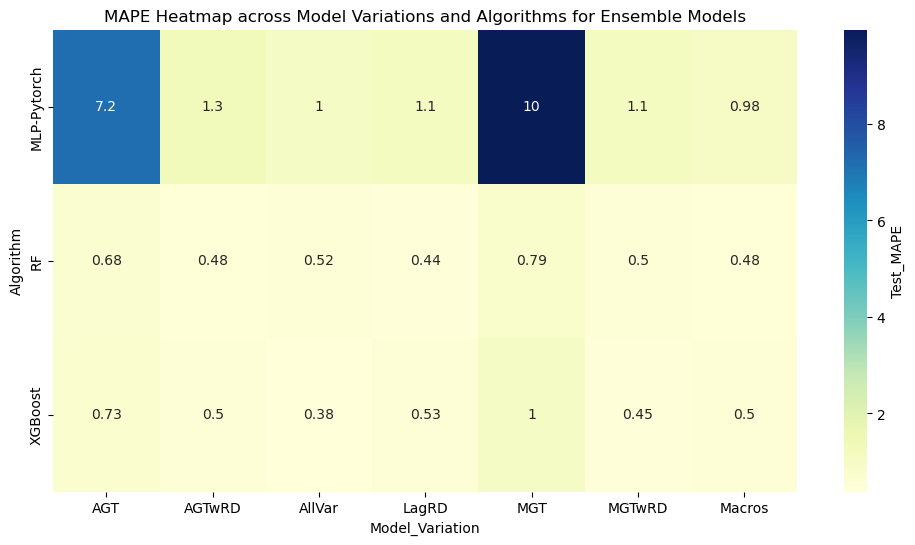 MAPE Heatmap across Model Variations and Algorithms for Ensemble Models
MLP-Pytorch
7.2 1.3 1 1.1 10 1.1 0.98
Algorithm
RF
0.68 0.48 0.52 0.44 0.79 0.5 0.48
XGBoost
0.73 0.5 0.38 0.53 1 0.45 0.5
AGT AGTwRD AllVar LagRD MGT MGTwRD Macros
Model_Variation
8
6
4
2
Test_MAPE